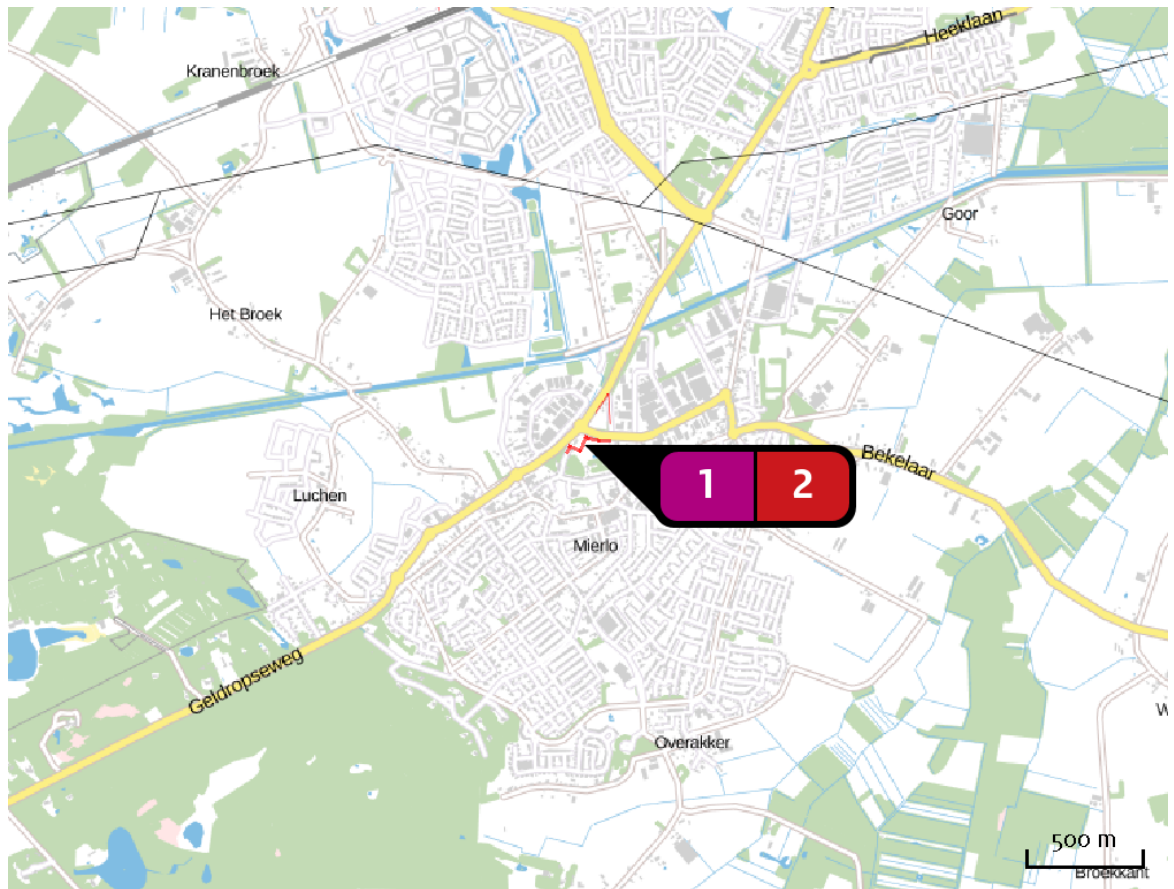 Heeklaan
Kranenbroek
Goor
Het Broek
Bekelaar
1 2
Luchen
Mierlo
Geldropseweg
W
Overakker
500 m
Broekkant